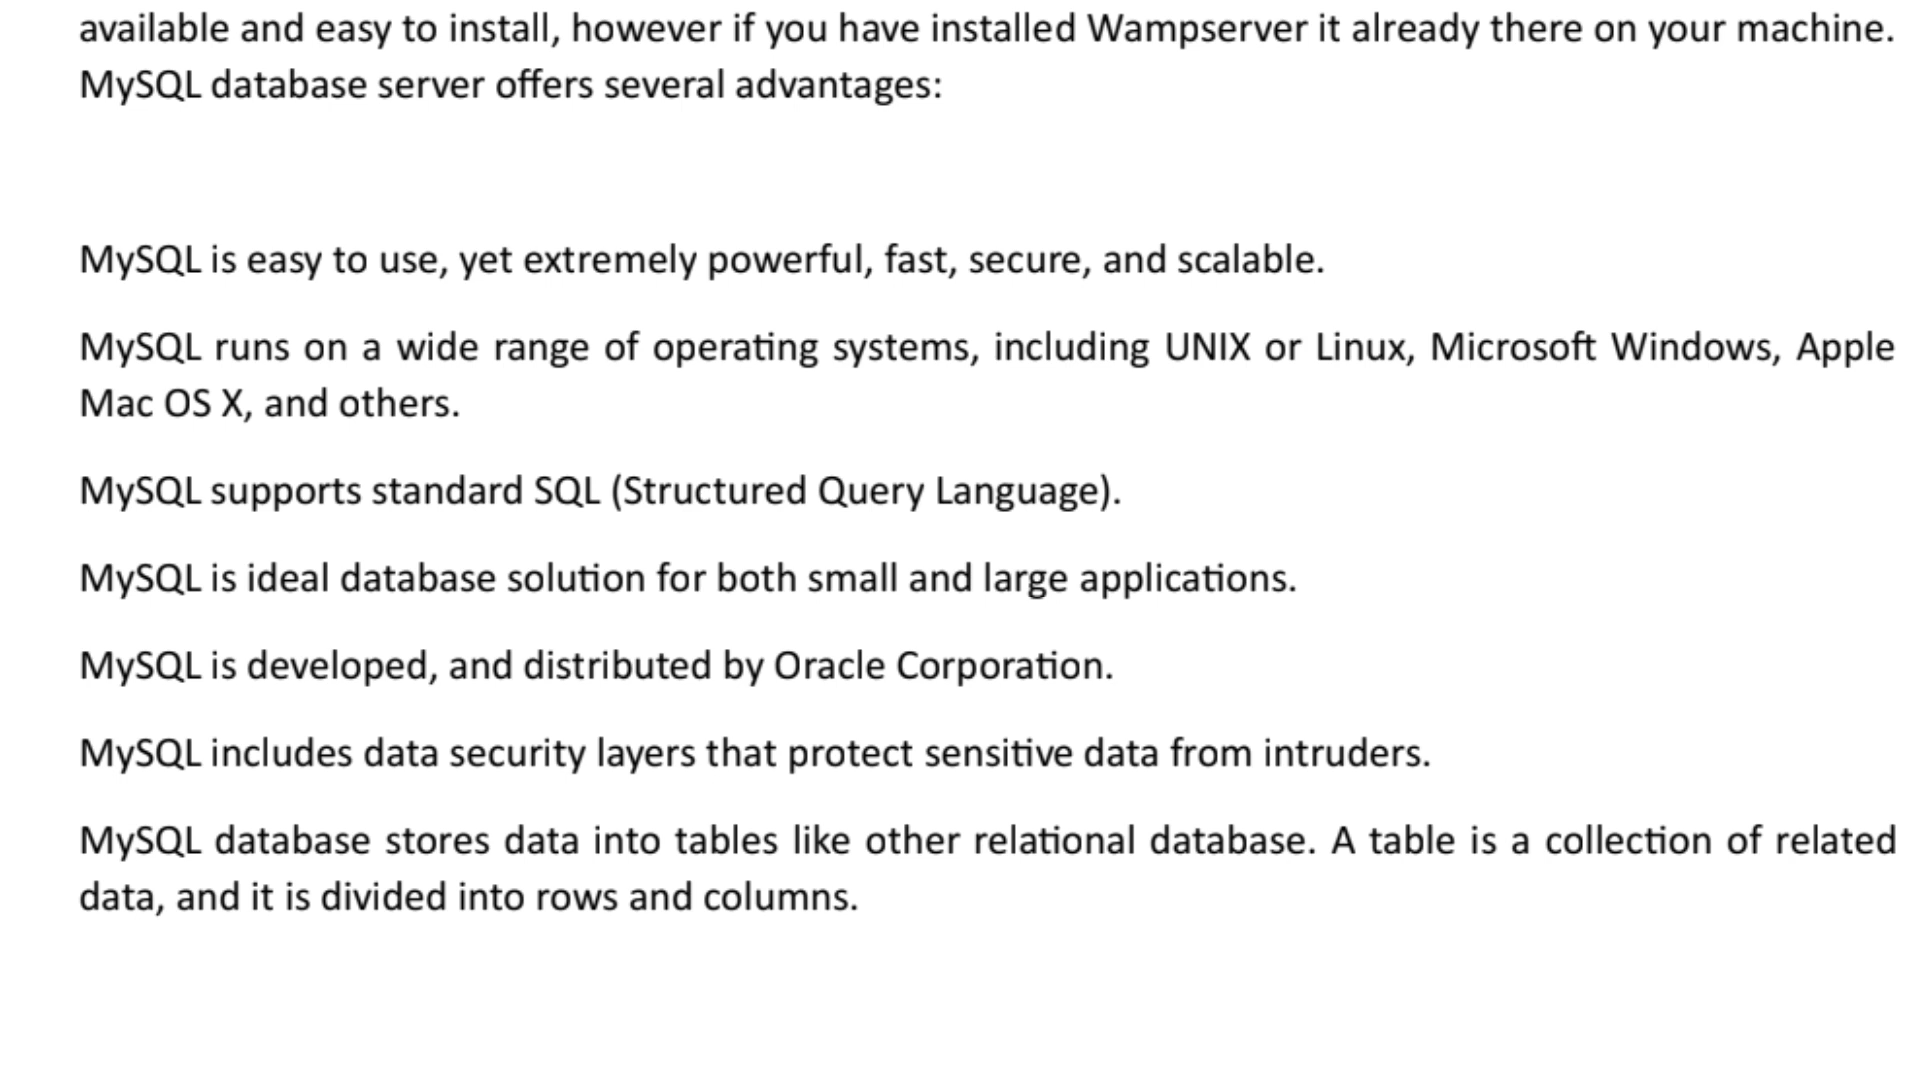 available and easy to install, however if you have installed Wampserver it already there on your machine.
MySQL database server offers several advantages:
MySQL is easy to use, yet extremely powerful, fast, secure, and scalable.
MySQL runs on a wide range of operating systems, including UNIX or Linux, Microsoft Windows, Apple
Mac OS X, and others.
MySQL supports standard SQL (Structured Query Language).
MySQL is ideal database solution for both small and large applications.
MySQL is developed, and distributed by Oracle Corporation.
MySQL includes data security layers that protect sensitive data from intruders.
MySQL database stores data into tables like other relational database. A table is a collection of related
data, and it is divided into rows and columns.